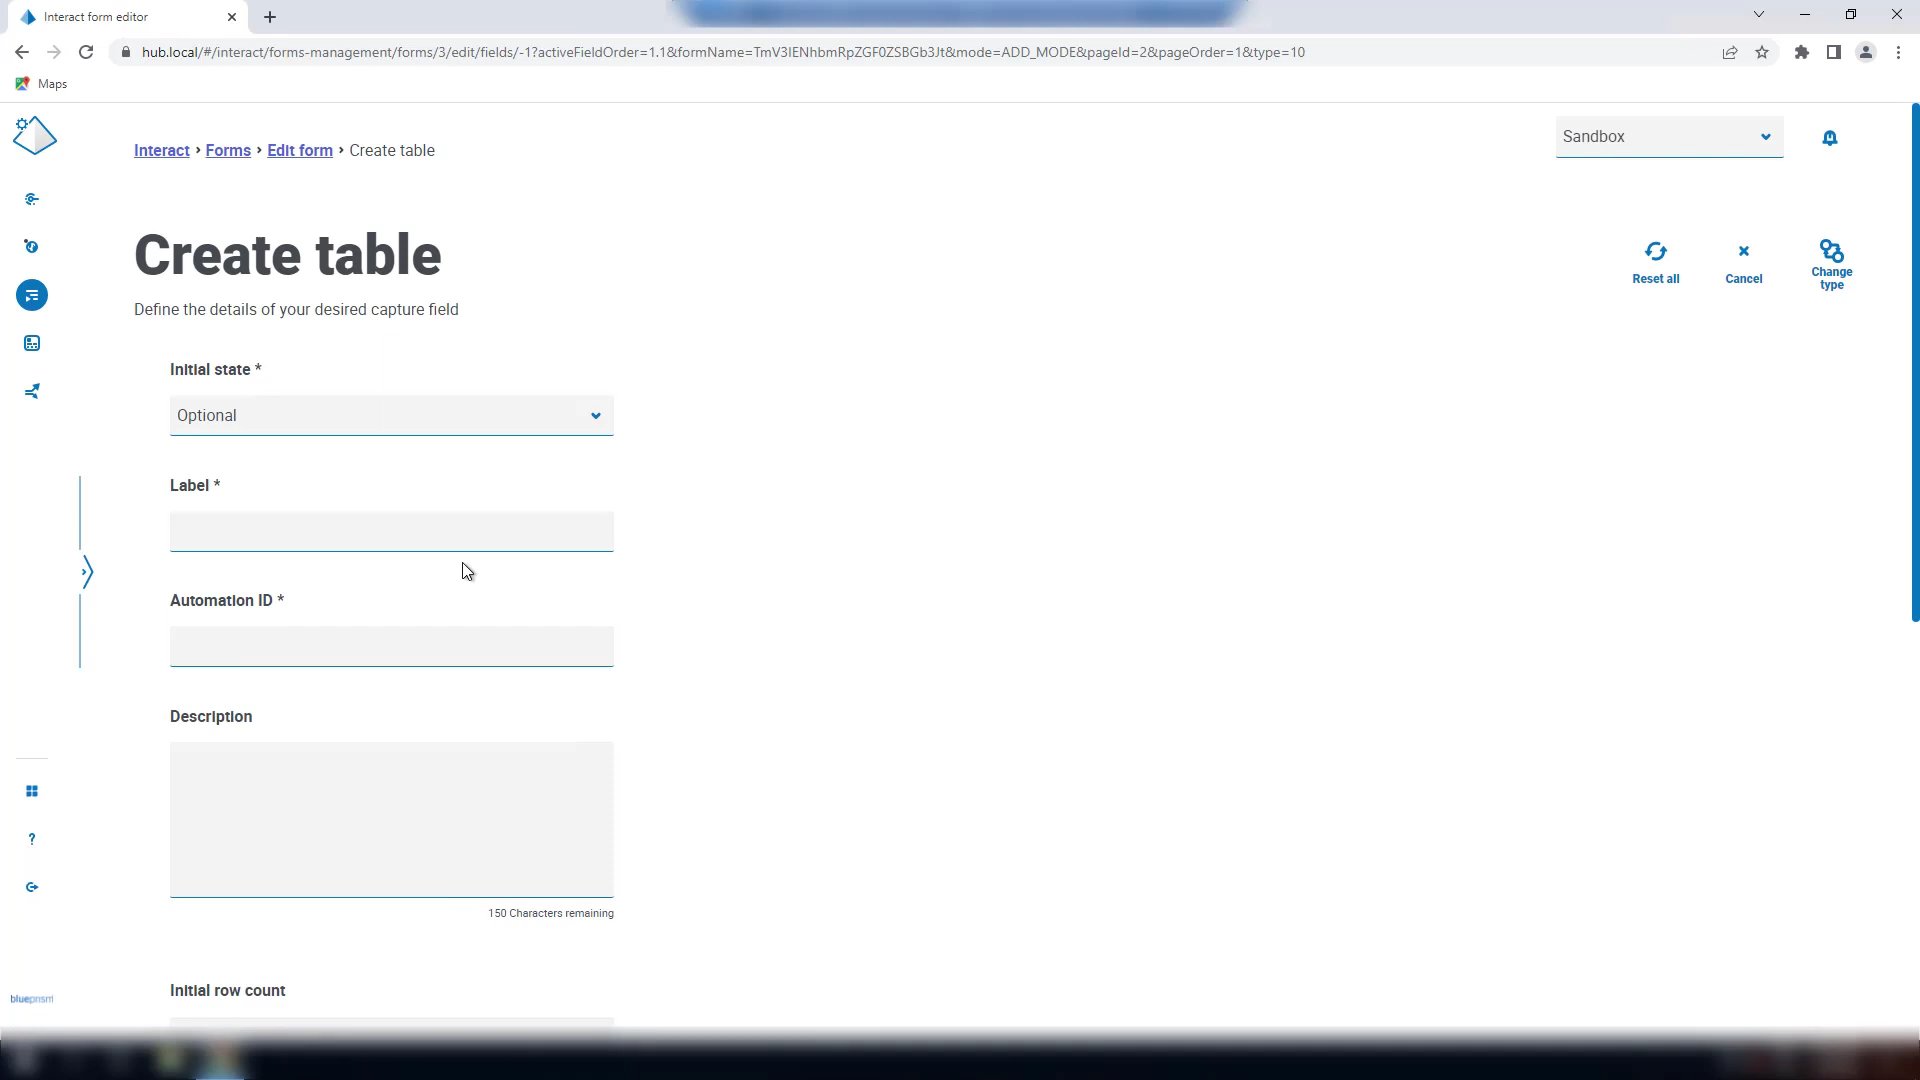 Interact form editor
hub.local/#/interact/forms-management/forms/3/edit/fields/-1?activeFieldOrder=1.1&formName=TmV3IENhbmRpZGF0ZSBGb3Jt&mode=ADD_MODE&pageId=2&pageOrder=1&type=10
Maps
Interact › Forms › Edit form › Create table
Sandbox
Create table
Define the details of your desired capture field
Reset all
Cancel
Change
type
Initial state *
Optional
Label *
Automation ID *
Description
150 Characters remaining
Initial row count
blueprism